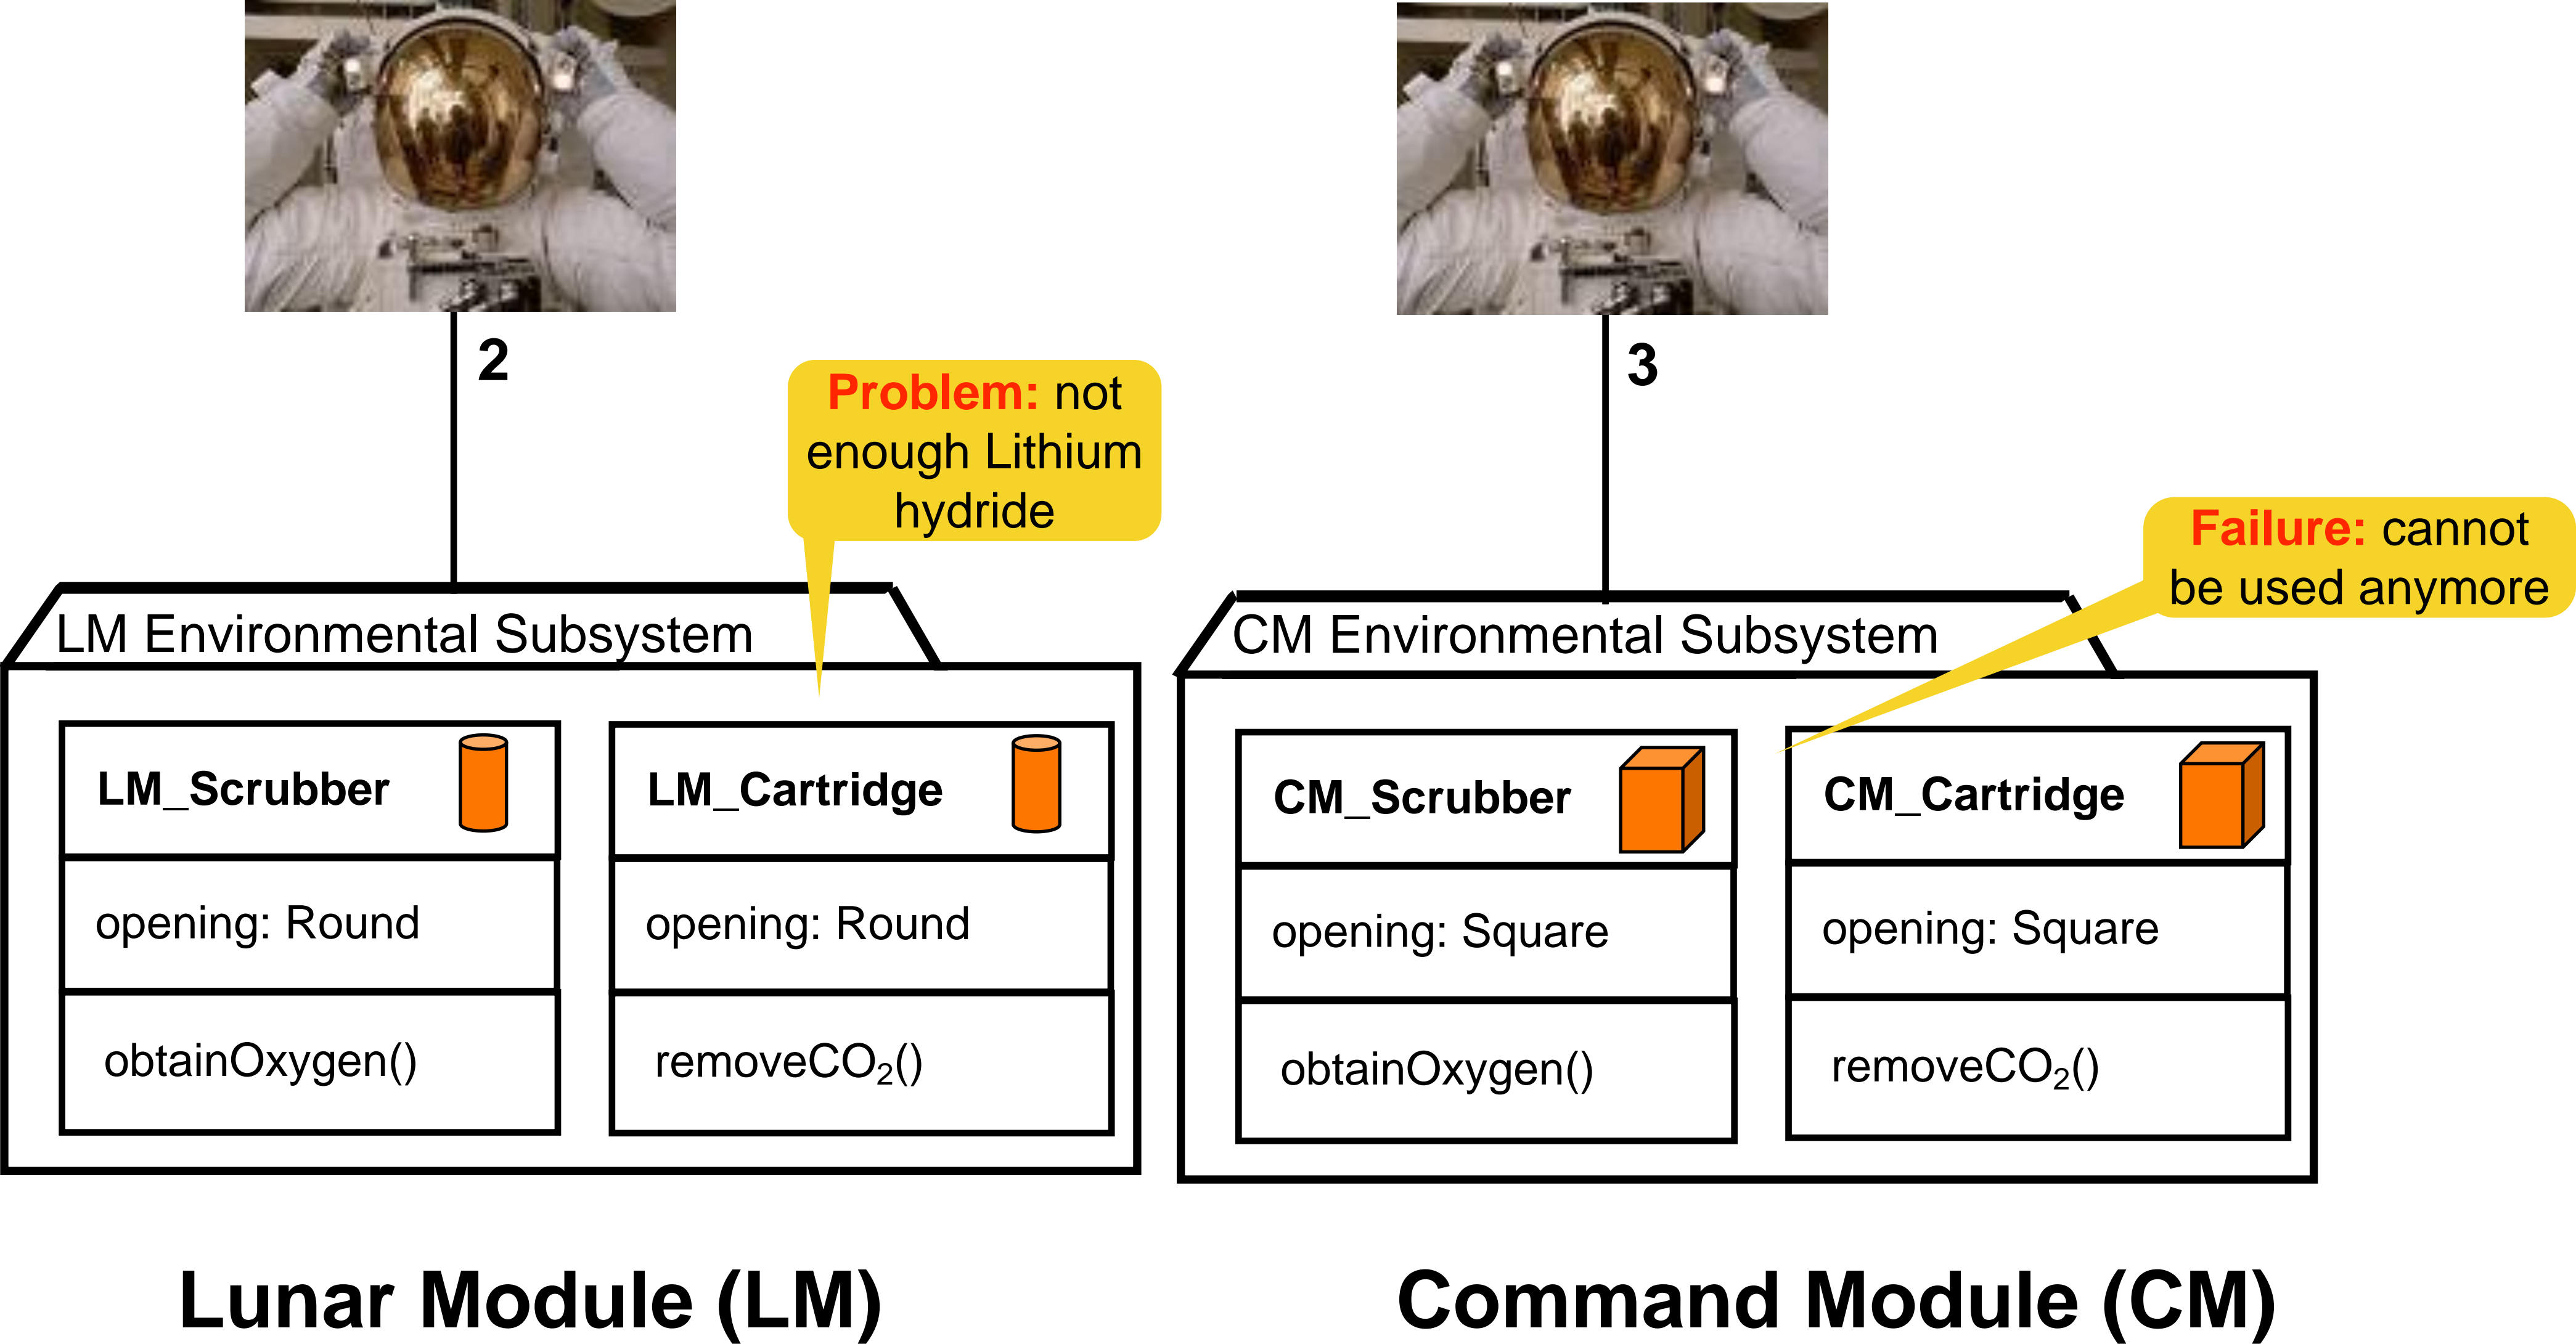 2
3
Problem: not
enough Lithium
hydride
Failure: cannot
be used anymore
LM Environmental Subsystem
LM_Scrubber
opening: Round
obtainOxygen()
LM_Cartridge
opening: Round
removeCO₂()
CM Environmental Subsystem
CM_Scrubber
opening: Square
obtainOxygen()
CM_Cartridge
opening: Square
removeCO₂()
Lunar Module (LM)
Command Module (CM)